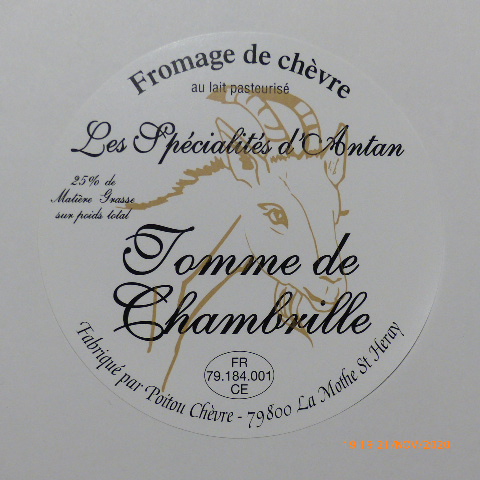 Fromage de chèvre
au lait pasteurisé
Les Spécialités d'Antan
25% de
Matière Grasse
sur poids total
Tomme de
Chambrille
FR
79.184.001
CE
Fabriqué par Poitou Chèvre - 79800 La Mothe St Heray